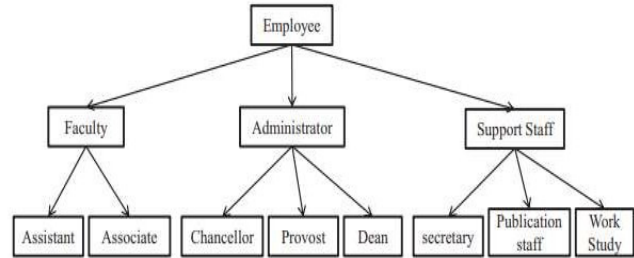 Employee
Faculty
Administrator
Support Staff
Assistant
Associate
Chancellor
Provost
Dean
secretary
Publication
staff
Work
Study